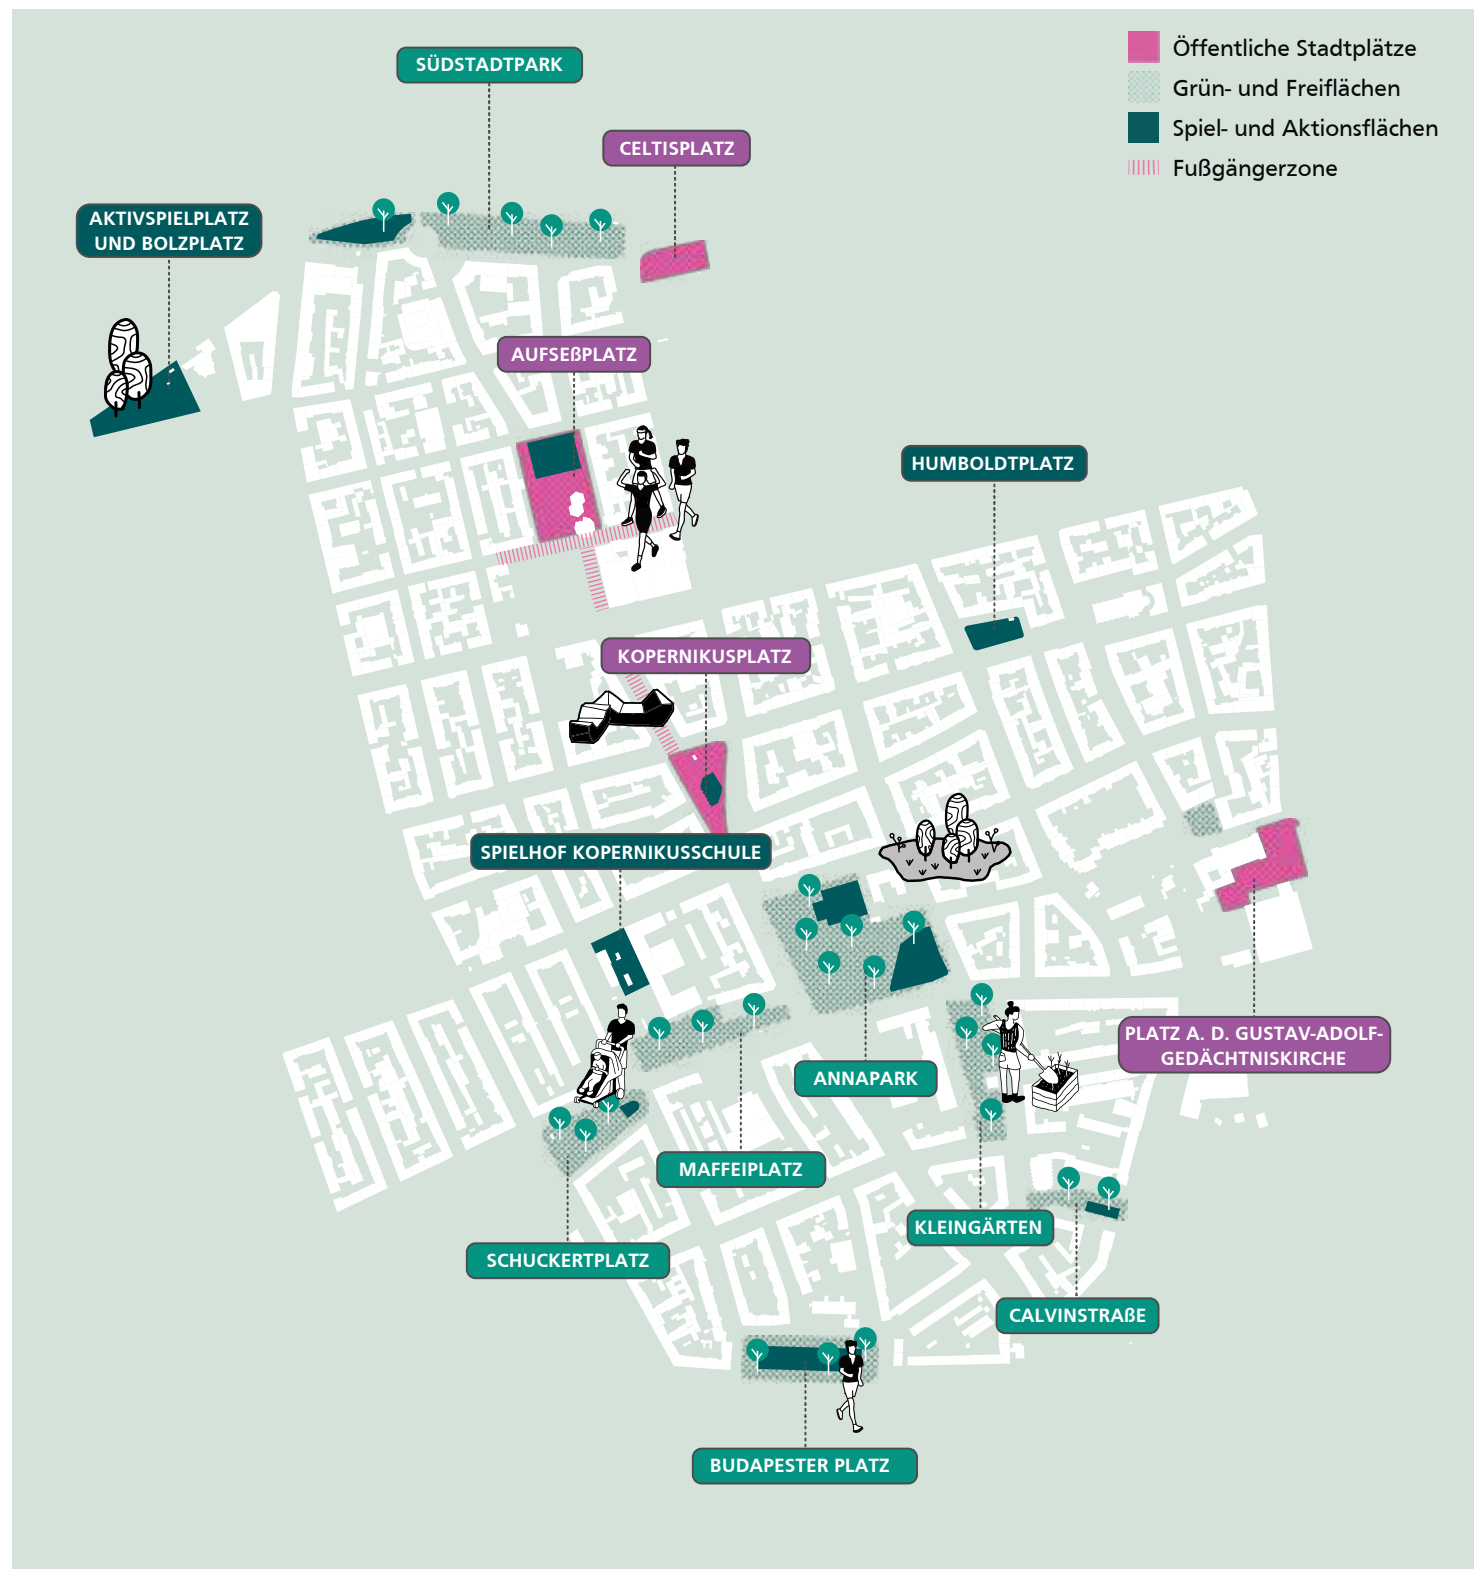 Öffentliche Stadtplätze
Grün- und Freiflächen
Spiel- und Aktionsflächen
Fußgängerzone
SÜDSTADTPARK
CELTISPLATZ
AKTIVSPIELPLATZ
UND BOLZPLATZ
AUFSEßPLATZ
HUMBOLDTPLATZ
KOPERNIKUSPLATZ
SPIELHOF KOPERNIKUSSCHULE
PLATZ A. D. GUSTAV-ADOLF-
GEDÄCHTNISKIRCHE
ANNAPARK
MAFFEIPLATZ
KLEINGÄRTEN
SCHUCKERTPLATZ
CALVINSTRAßE
BUDAPESTER PLATZ